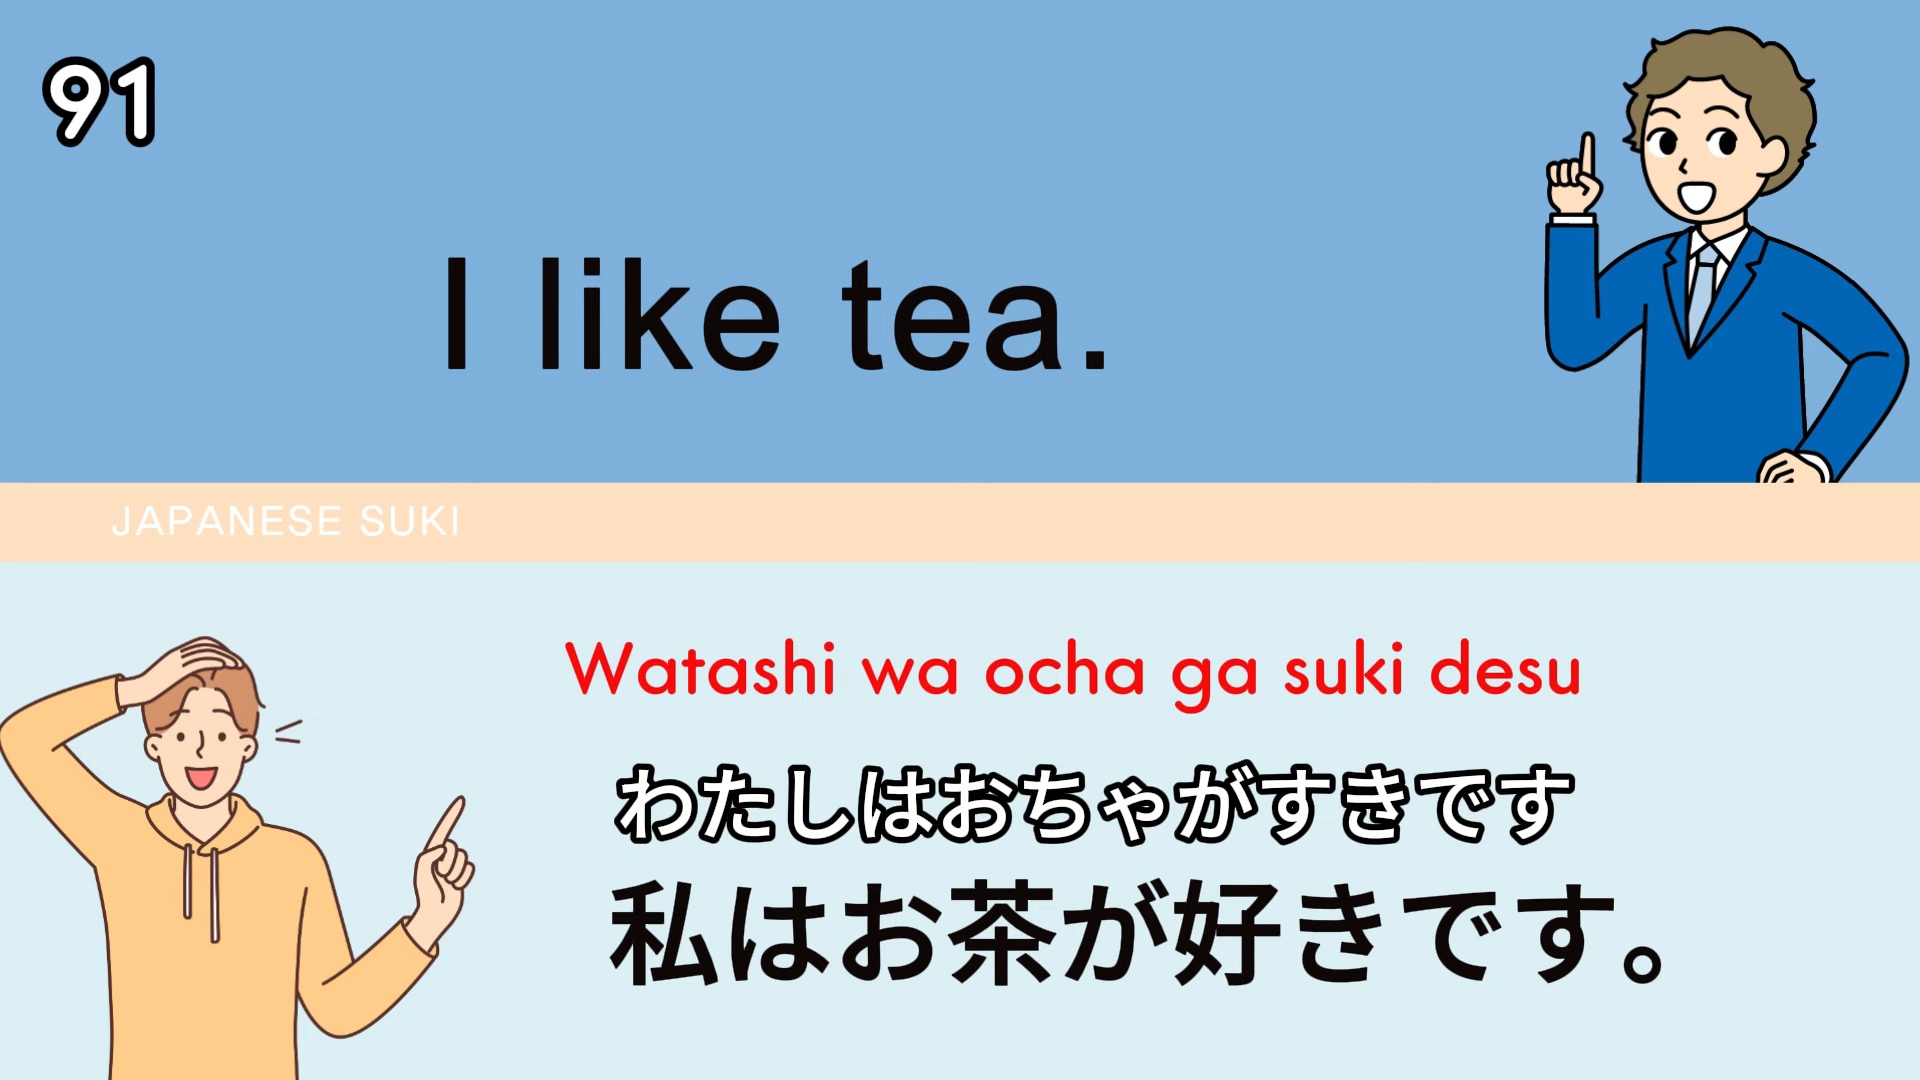 91
I like tea.
JAPANESE SUKI
Watashi wa ocha ga suki desu
わたしはおちゃがすきです
私はお茶が好きです。